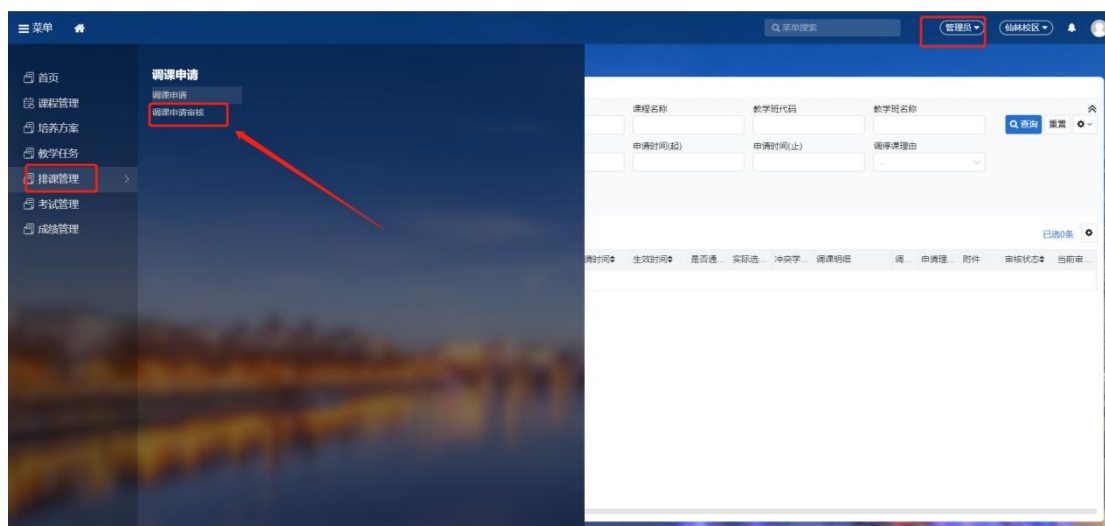 菜单
菜单搜索
管理员
仙林校区
首页
课程管理
培养方案
教学任务
排课管理
考试管理
成绩管理
调课申请
调课申请
调课申请审核
课程名称 教学班代码 教学班名称
查询 重置
申请时间(起) 申请时间(止) 调停课理由
...
已选0条
请时间 生效时间 是否通... 实际选... 冲突学... 调课明细 调... 申请理... 附件 审核状态 当前审...